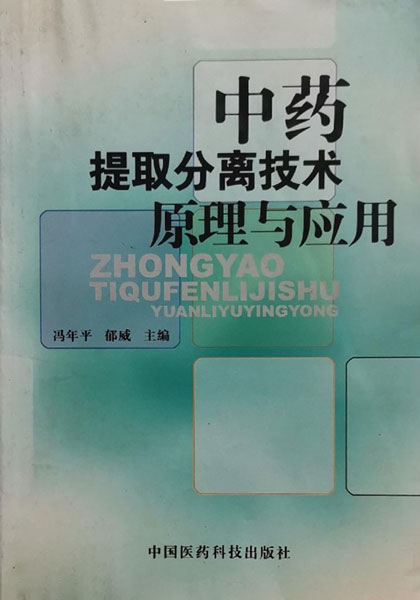 中药
提取分离技术
原理与应用
ZHONGYAO
TIQUFENLIJISHU
YUANLIYUYINGYONG
冯年平 郁威 主编
中国医药科技出版社